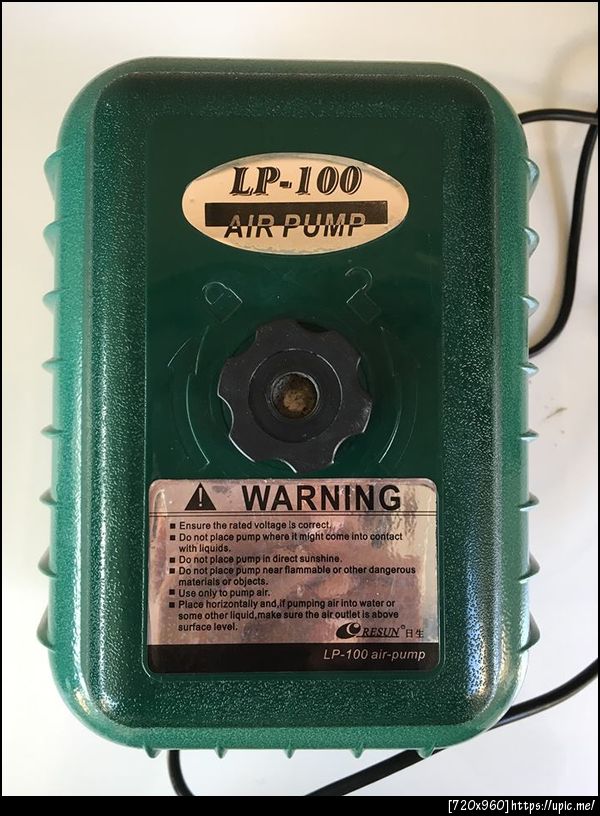 LP-100
AIR PUMP
WARNING
■ Ensure the rated voltage is correct.
■ Do not place pump where it might come into contact
with liquids.
■ Do not place pump in direct sunshine.
■ Do not place pump near flammable or other dangerous
materials or objects.
■ Use only to pump air.
■ Place horizontally and,if pumping air into water or
some other liquid,make sure the air outlet is above
surface level.
RESUN® 日生
LP-100 air-pump
[720x960]https://upic.me/